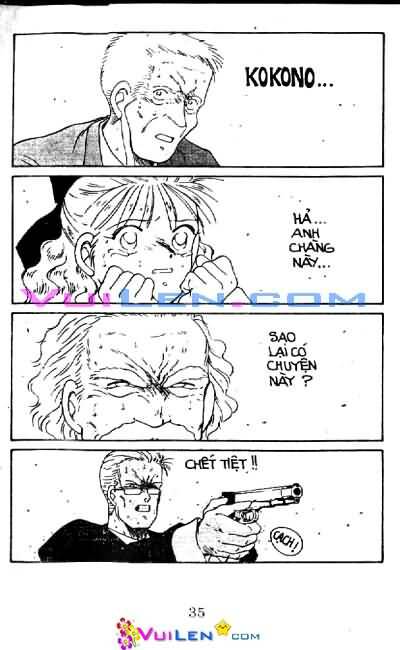 KOKONO...
HẢ...
ANH
CHÀNG
NÀY...
VuiLen.com
SAO
LẠI CÓ
CHUYỆN
NÀY ?
CHẾT TIỆT !!
CẠCH!
35
VuiLen.com